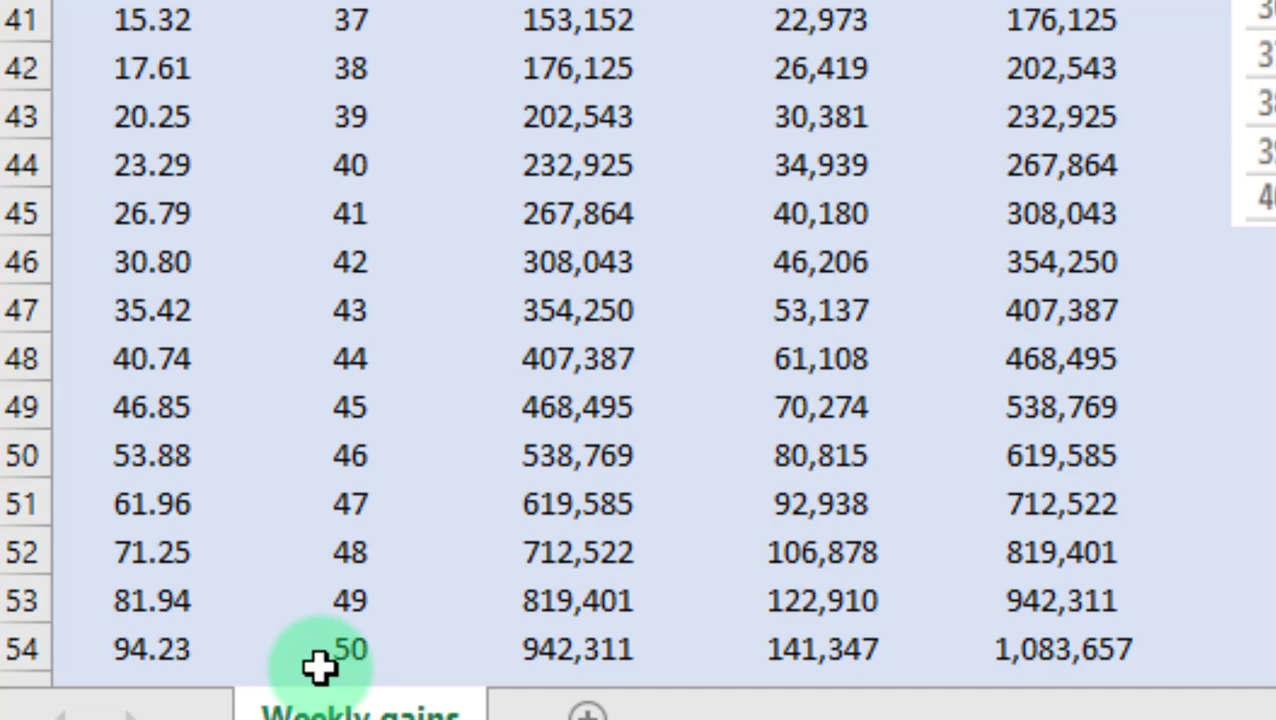 41 15.32 37 153,152 22,973 176,125
42 17.61 38 176,125 26,419 202,543
43 20.25 39 202,543 30,381 232,925
44 23.29 40 232,925 34,939 267,864
45 26.79 41 267,864 40,180 308,043
46 30.80 42 308,043 46,206 354,250
47 35.42 43 354,250 53,137 407,387
48 40.74 44 407,387 61,108 468,495
49 46.85 45 468,495 70,274 538,769
50 53.88 46 538,769 80,815 619,585
51 61.96 47 619,585 92,938 712,522
52 71.25 48 712,522 106,878 819,401
53 81.94 49 819,401 122,910 942,311
54 94.23 50 942,311 141,347 1,083,657
Weekly gains